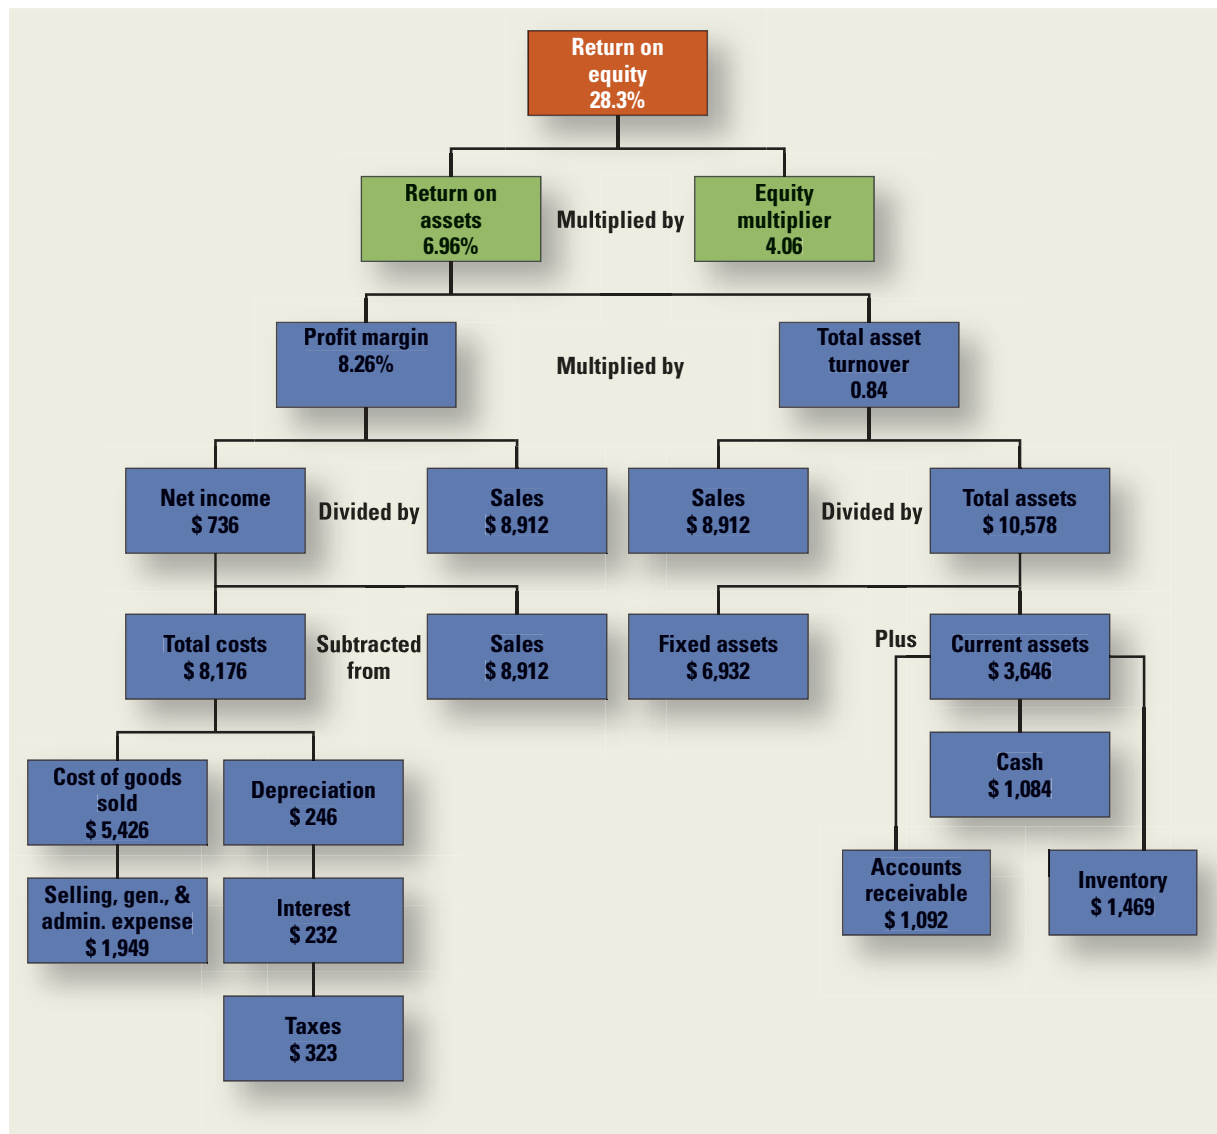 Return on
equity
28.3%
Return on
assets
6.96%
Multiplied by
Equity
multiplier
4.06
Profit margin
8.26%
Multiplied by
Total asset
turnover
0.84
Net income
$ 736
Divided by
Sales
$ 8,912
Sales
$ 8,912
Divided by
Total assets
$ 10,578
Total costs
$ 8,176
Subtracted
from
Sales
$ 8,912
Fixed assets
$ 6,932
Plus
Current assets
$ 3,646
Cost of goods
sold
$ 5,426
Depreciation
$ 246
Cash
$ 1,084
Selling, gen., &
admin. expense
$ 1,949
Interest
$ 232
Accounts
receivable
$ 1,092
Inventory
$ 1,469
Taxes
$ 323